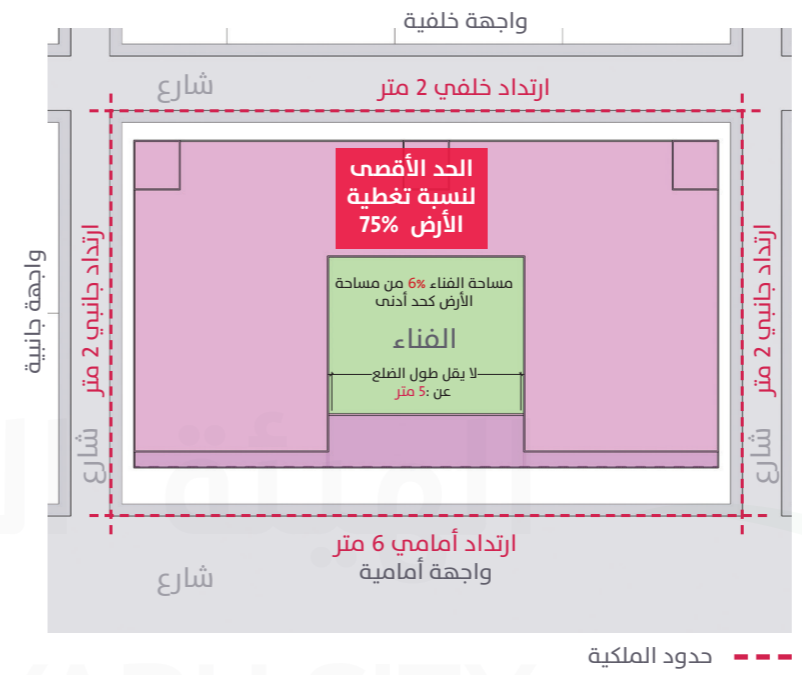 واجهة خلفية
شارع
ارتداد خلفي 2 متر
الحد الأقصى
لنسبة تغطية
الأرض 75%
واجهة جانبية
ارتداد جانبي 2 متر
ارتداد جانبي 2 متر
مساحة الفناء 6% من مساحة
الأرض كحد أدنى
الفناء
لا يقل طول الضلع
عن :5 متر
شارع
شارع
ارتداد أمامي 6 متر
واجهة أمامية
شارع
حدود الملكية